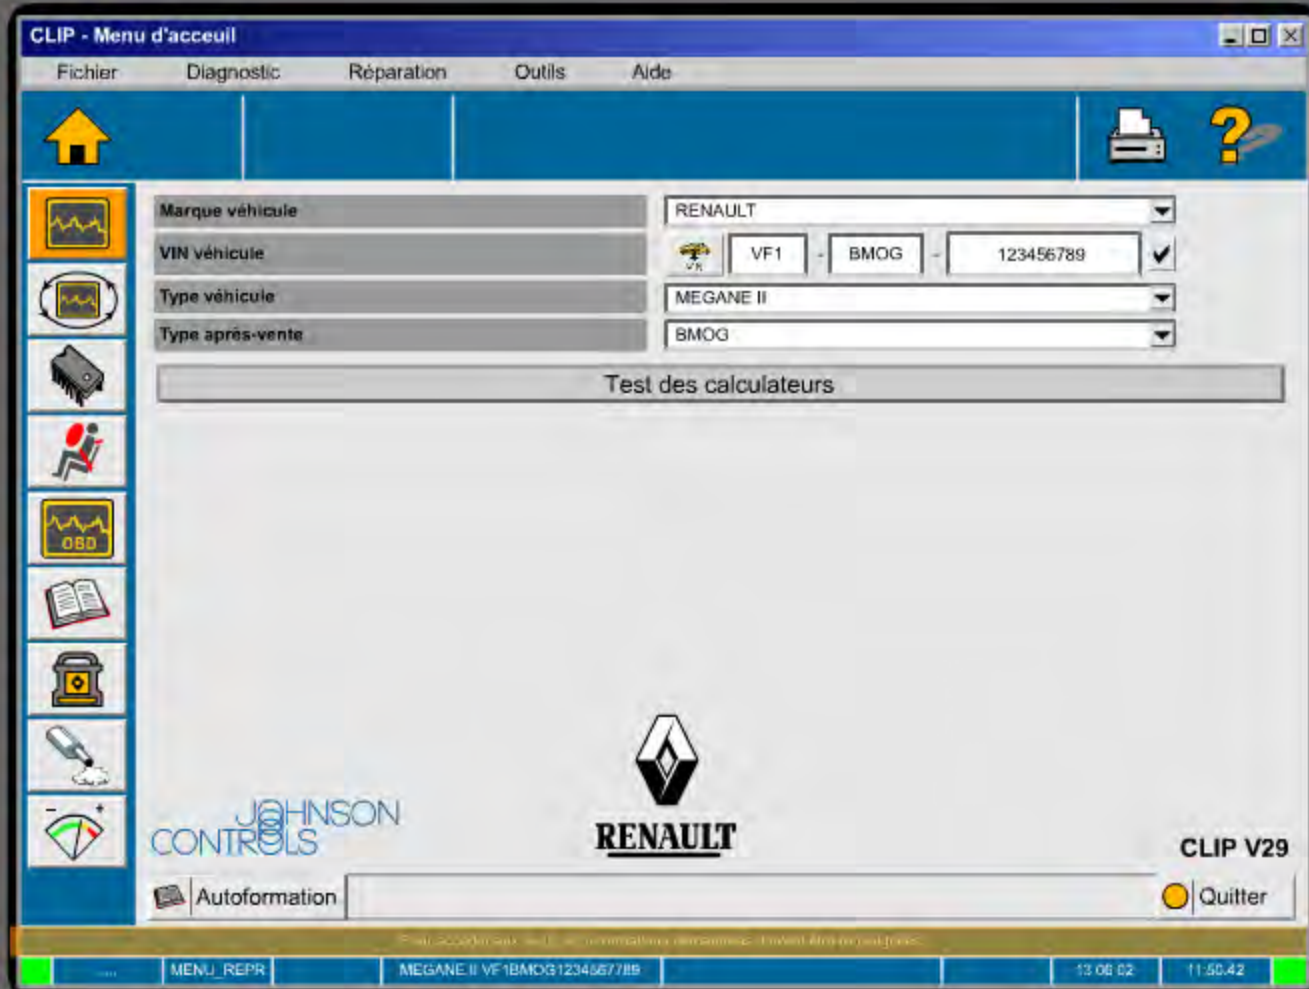 CLIP - Menu d'acceuil
Fichier Diagnostic Réparation Outils Aide
Marque véhicule RENAULT
VIN véhicule VF1 - BMOG - 123456789
Type véhicule MEGANE II
Type après-vente BMOG
Test des calculateurs
OBD
JOHNSON
CONTROLS
RENAULT
CLIP V29
Autoformation Quitter
..... MENU_REPR MEGANE II VF1BMOG1234567789 13 06 02 11:50.42